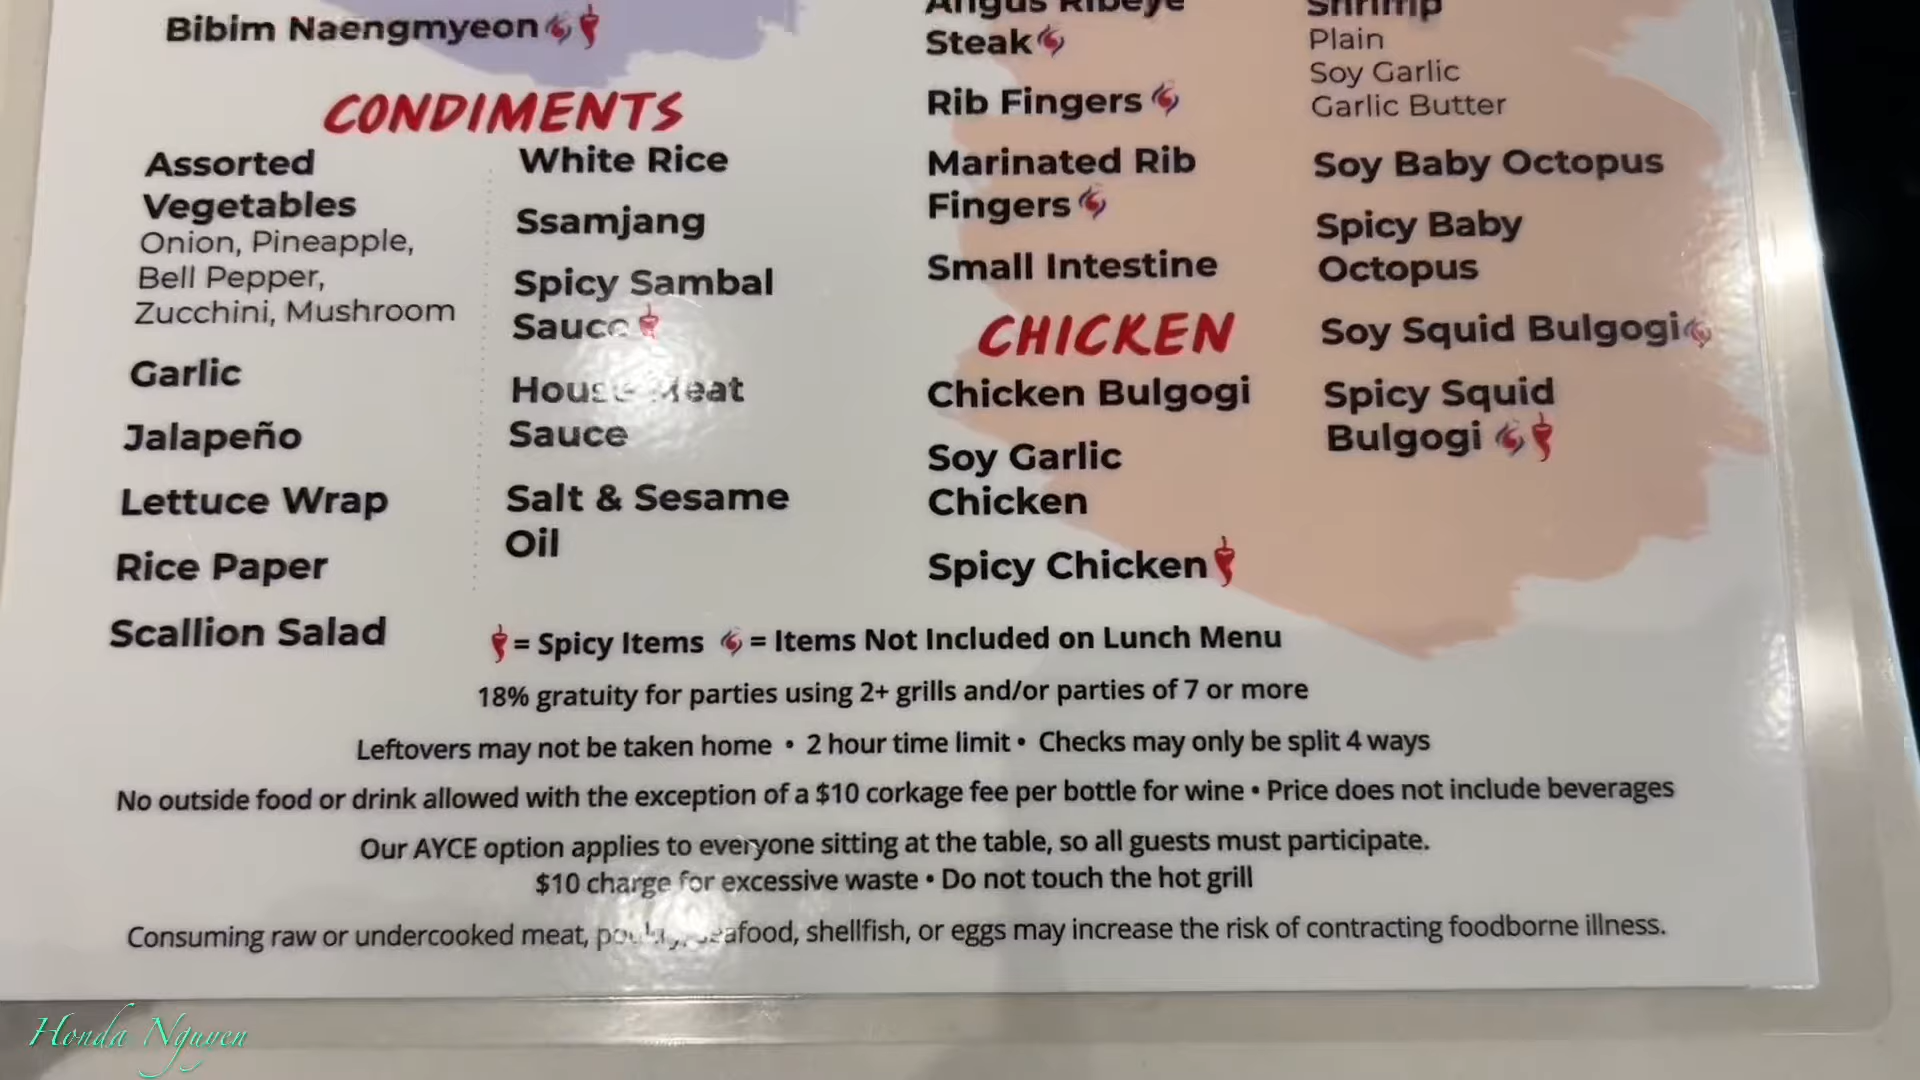 Bibim Naengmyeon
CONDIMENTS
Assorted
Vegetables
Onion, Pineapple,
Bell Pepper,
Zucchini, Mushroom
Garlic
Jalapeño
Lettuce Wrap
Rice Paper
Scallion Salad
White Rice
Ssamjang
Spicy Sambal
Sauce
House Meat
Sauce
Salt & Sesame
Oil
Angus Ribeye
Steak
Rib Fingers
Marinated Rib
Fingers
Small Intestine
CHICKEN
Chicken Bulgogi
Soy Garlic
Chicken
Spicy Chicken
Shrimp
Plain
Soy Garlic
Garlic Butter
Soy Baby Octopus
Spicy Baby
Octopus
Soy Squid Bulgogi
Spicy Squid
Bulgogi
= Spicy Items = Items Not Included on Lunch Menu
18% gratuity for parties using 2+ grills and/or parties of 7 or more
Leftovers may not be taken home • 2 hour time limit • Checks may only be split 4 ways
No outside food or drink allowed with the exception of a $10 corkage fee per bottle for wine • Price does not include beverages
Our AYCE option applies to everyone sitting at the table, so all guests must participate.
$10 charge for excessive waste • Do not touch the hot grill
Consuming raw or undercooked meat, poultry, seafood, shellfish, or eggs may increase the risk of contracting foodborne illness.
Honda Nguyen